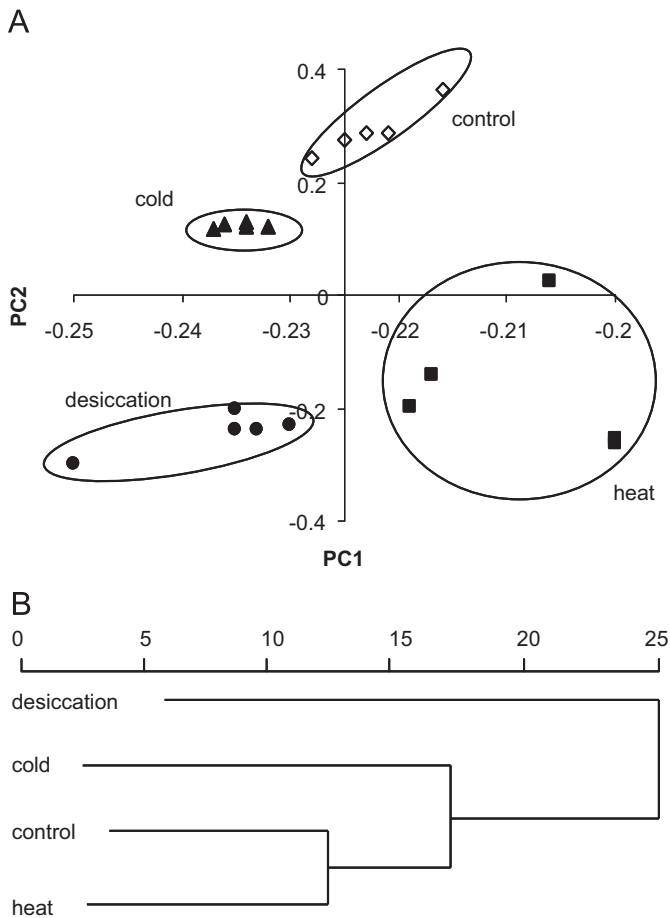 A
0.4
control
0.2
cold
PC2
0
-0.25 -0.24 -0.23 -0.22 -0.21 -0.2
desiccation
-0.2
heat
-0.4
PC1
B
0 5 10 15 20 25
desiccation
cold
control
heat